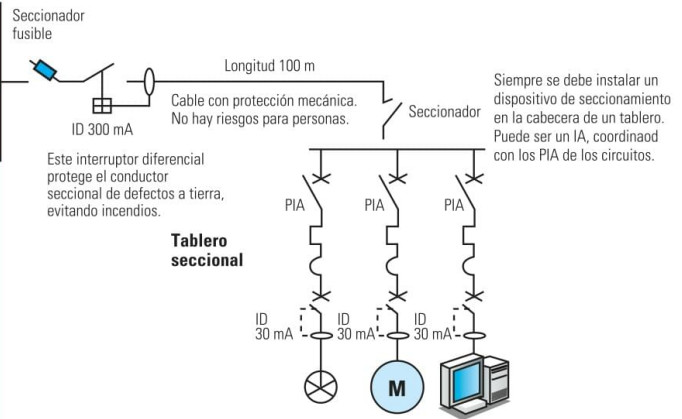 Seccionador
fusible
Longitud 100 m
Cable con protección mecánica.
No hay riesgos para personas.
ID 300 mA
Seccionador
Siempre se debe instalar un
dispositivo de seccionamiento
en la cabecera de un tablero.
Puede ser un IA, coordinaod
con los PIA de los circuitos.
Este interruptor diferencial
protege el conductor
seccional de defectos a tierra,
evitando incendios.
PIA
PIA
PIA
Tablero
seccional
ID
30 mA
ID
30 mA
ID
30 mA
M